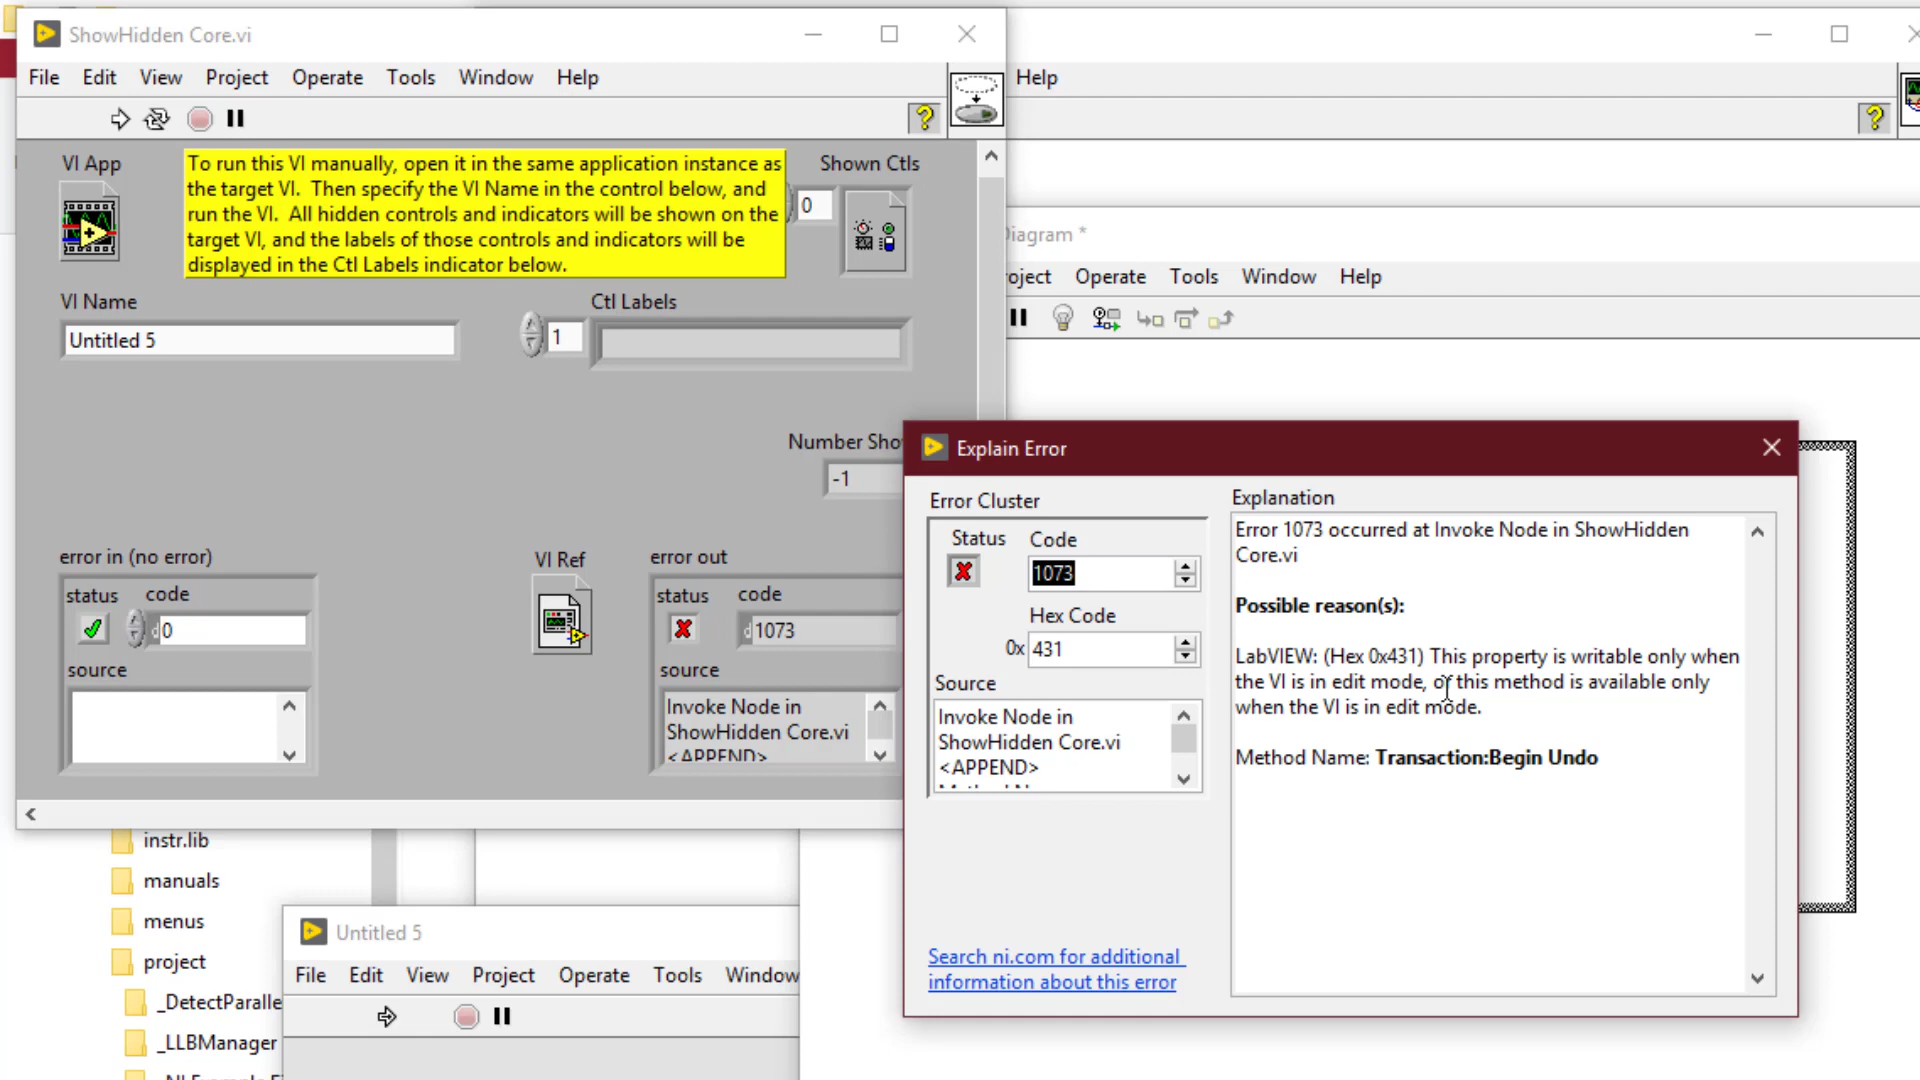 ShowHidden Core.vi
File Edit View Project Operate Tools Window Help
Help
?
?
VI App
To run this VI manually, open it in the same application instance as
the target VI. Then specify the VI Name in the control below, and
run the VI. All hidden controls and indicators will be shown on the
target VI, and the labels of those controls and indicators will be
displayed in the Ctl Labels indicator below.
Shown Ctls
0
Diagram *
oject Operate Tools Window Help
VI Name
Untitled 5
Ctl Labels
1
Number Sho
-1
error in (no error)
status code
d0
source
VI Ref
error out
status code
d1073
source
Invoke Node in
ShowHidden Core.vi
<APPEND>
Explain Error
Error Cluster
Status Code
1073
Hex Code
0x 431
Source
Invoke Node in
ShowHidden Core.vi
<APPEND>
Explanation
Error 1073 occurred at Invoke Node in ShowHidden
Core.vi
Possible reason(s):
LabVIEW: (Hex 0x431) This property is writable only when
the VI is in edit mode, or this method is available only
when the VI is in edit mode.
Method Name: Transaction:Begin Undo
Search ni.com for additional
information about this error
instr.lib
manuals
menus
project
_DetectParalle
_LLBManager
Untitled 5
File Edit View Project Operate Tools Window